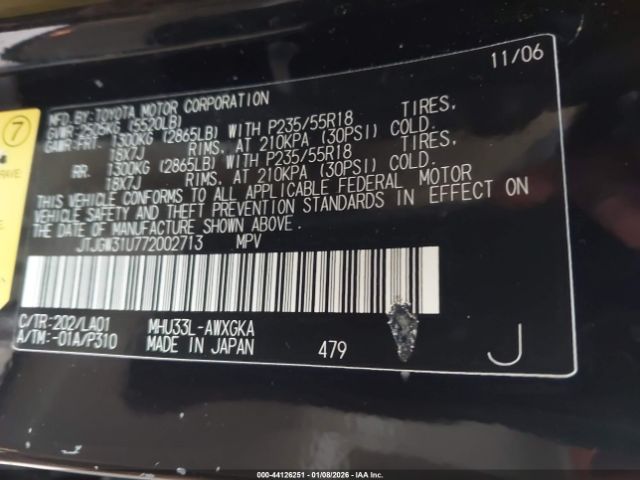 11/06
MFD.BY:TOYOTA MOTOR CORPORATION
GVWR:2505KG (5520LB)
GAWR:FRT. 1300KG (2865LB) WITH P235/55R18 TIRES,
18X7J RIMS, AT 210KPA (30PSI) COLD.
RR. 1300KG (2865LB) WITH P235/55R18 TIRES,
18X7J RIMS, AT 210KPA (30PSI) COLD.
THIS VEHICLE CONFORMS TO ALL APPLICABLE FEDERAL MOTOR
VEHICLE SAFETY AND THEFT PREVENTION STANDARDS IN EFFECT ON
THE DATE OF MANUFACTURE SHOWN ABOVE.
JTJGW31U772002713 MPV
C/TR:202/LA01 MHU33L-AWXGKA
A/TM:-01A/P310 MADE IN JAPAN 479 J
7
000-44126251 - 01/08/2026 - IAA Corp.